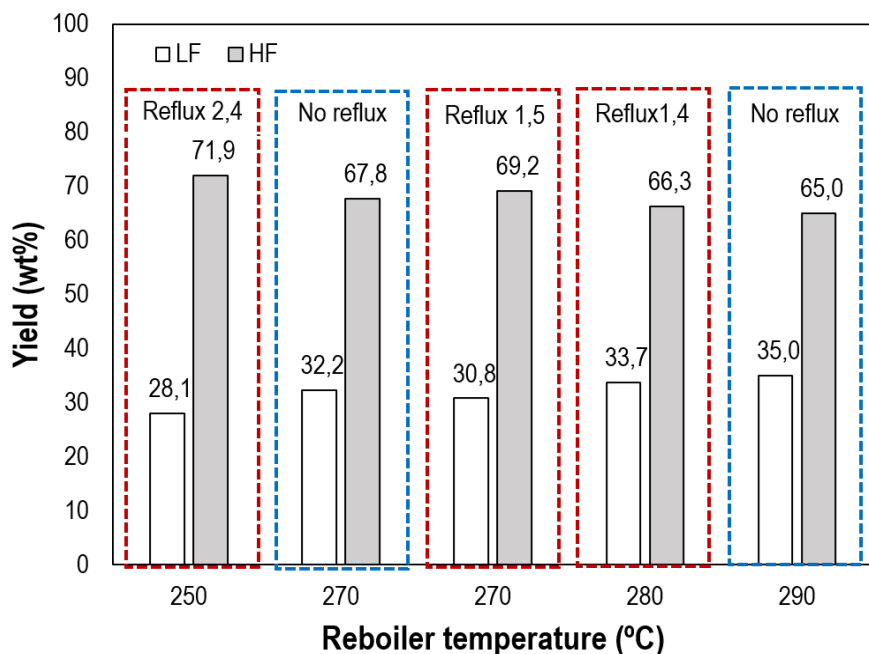 100
90
80
70
60
50
40
30
20
10
0
Yield (wt%)
LF HF
Reflux 2,4
71,9
28,1
No reflux
67,8
32,2
Reflux 1,5
69,2
30,8
Reflux1,4
66,3
33,7
No reflux
65,0
35,0
250 270 270 280 290
Reboiler temperature (ºC)